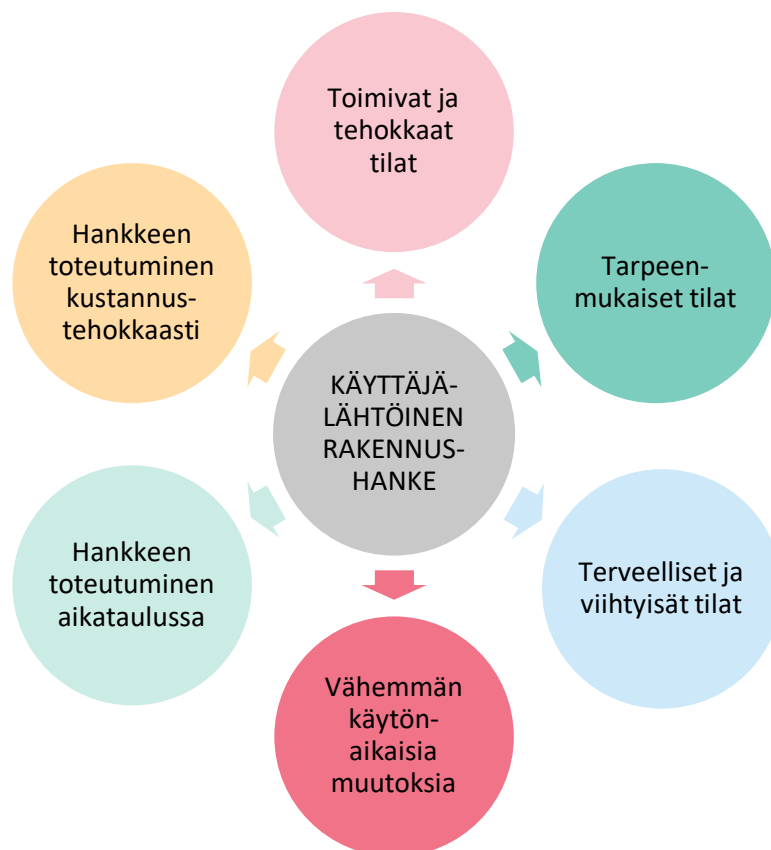 Toimivat ja
tehokkaat
tilat
Hankkeen
toteutuminen
kustannus-
tehokkaasti
Tarpeen-
mukaiset tilat
KÄYTTÄJÄ-
LÄHTÖINEN
RAKENNUS-
HANKE
Hankkeen
toteutuminen
aikataulussa
Terveelliset ja
viihtyisät tilat
Vähemmän
käytön-
aikaisia
muutoksia